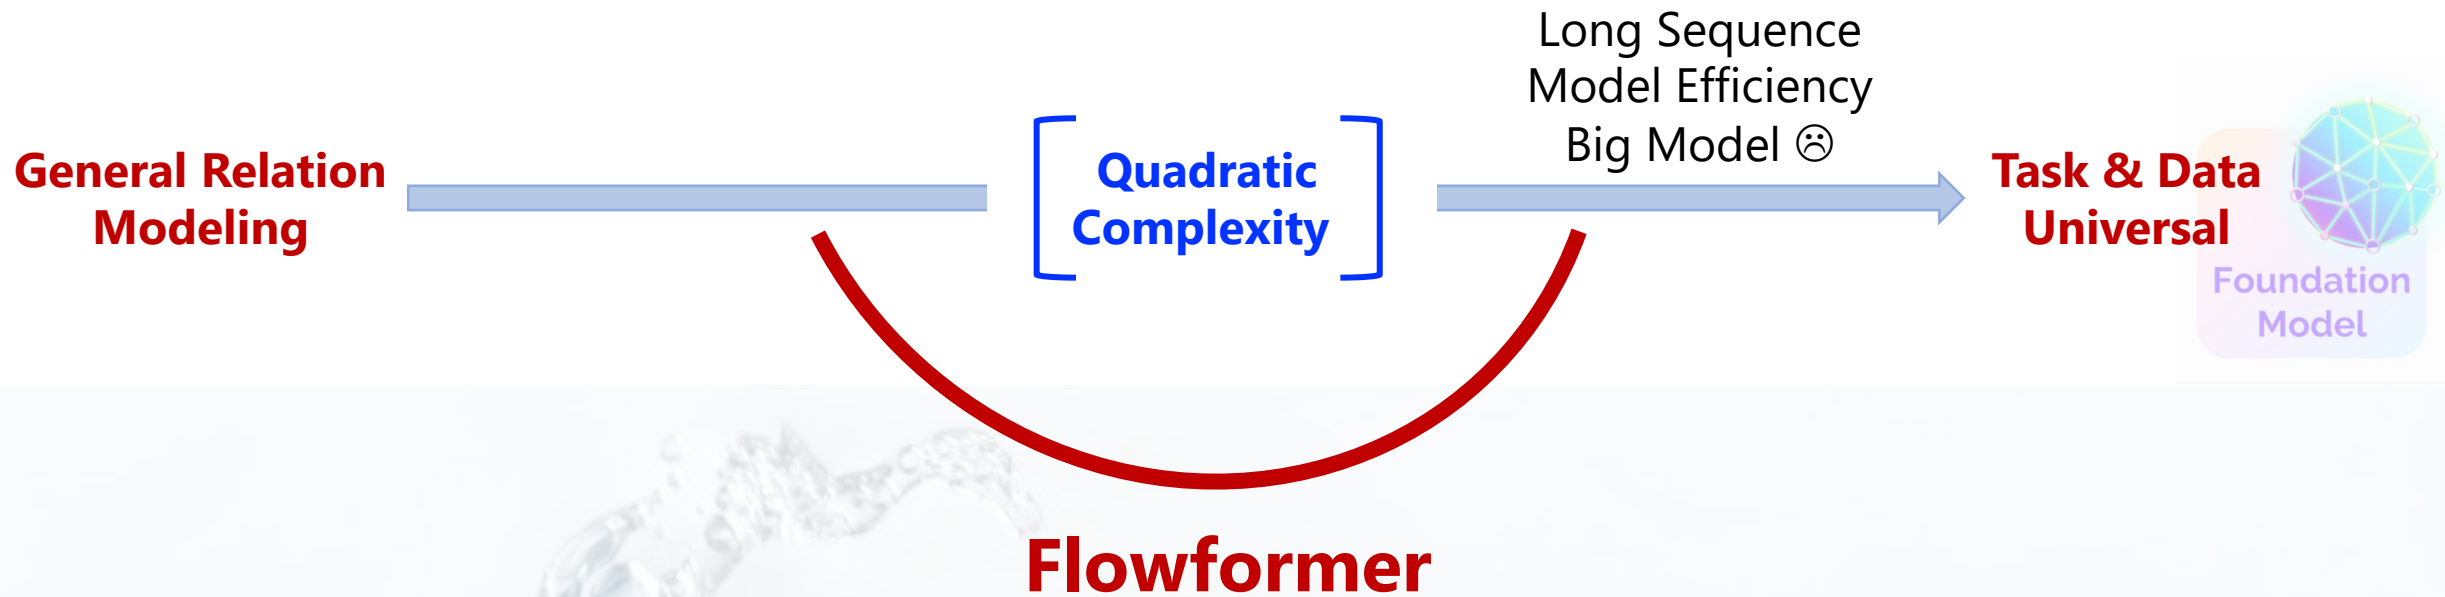 General Relation
Modeling
Quadratic
Complexity
Long Sequence
Model Efficiency
Big Model ☹
Task & Data
Universal
Foundation
Model
Flowformer